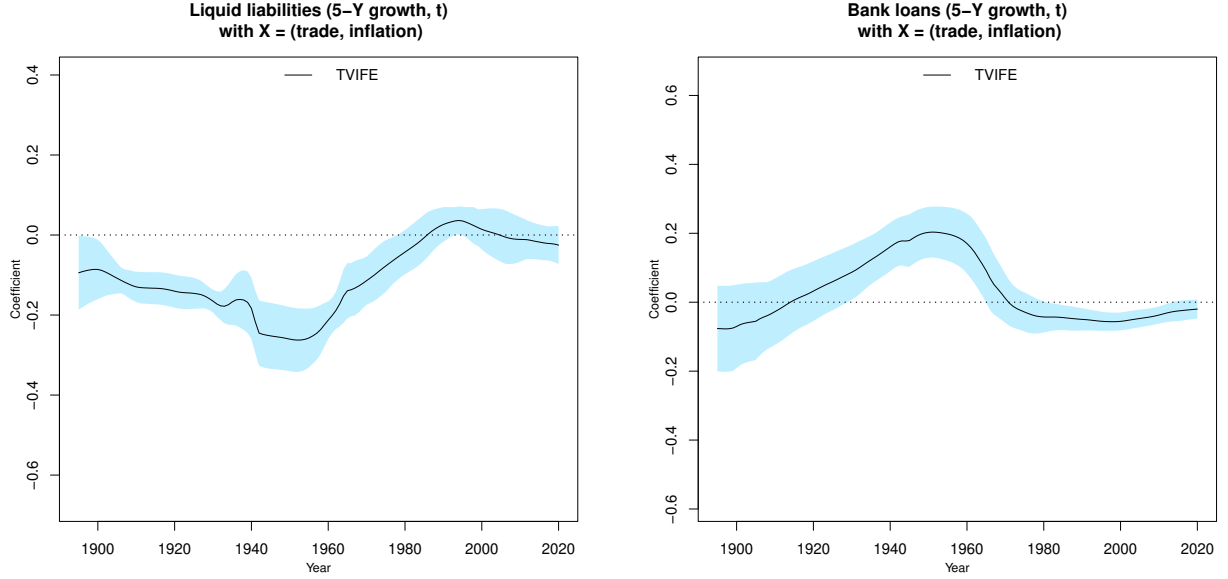 Liquid liabilities (5−Y growth, t)
with X = (trade, inflation)
TVIFE
Coefficient
0.4
0.2
0.0
−0.2
−0.4
−0.6
1900 1920 1940 1960 1980 2000 2020
Year
Bank loans (5−Y growth, t)
with X = (trade, inflation)
TVIFE
Coefficient
0.6
0.4
0.2
0.0
−0.2
−0.4
−0.6
1900 1920 1940 1960 1980 2000 2020
Year